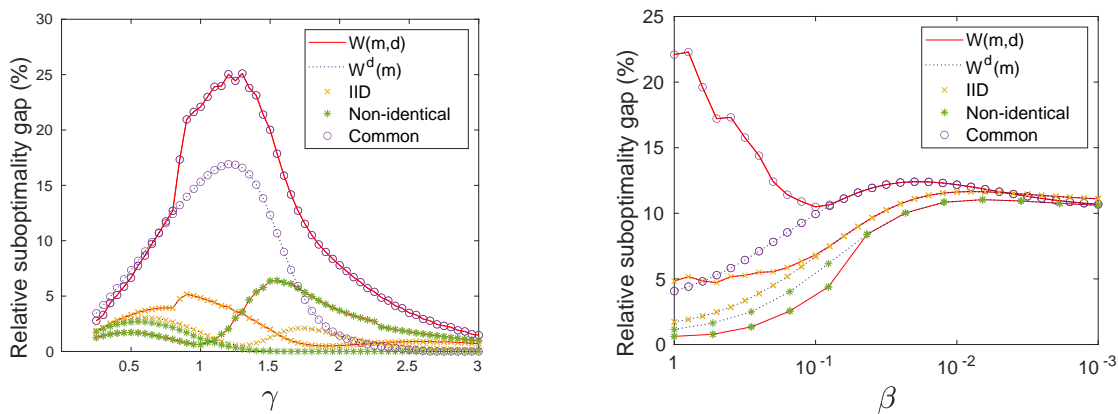 Relative suboptimality gap (%)
30
25
20
15
10
5
0
W(m,d)
W^d(m)
IID
Non-identical
Common
0.5 1 1.5 2 2.5 3
γ
Relative suboptimality gap (%)
25
20
15
10
5
0
W(m,d)
W^d(m)
IID
Non-identical
Common
1 10^-1 10^-2 10^-3
β